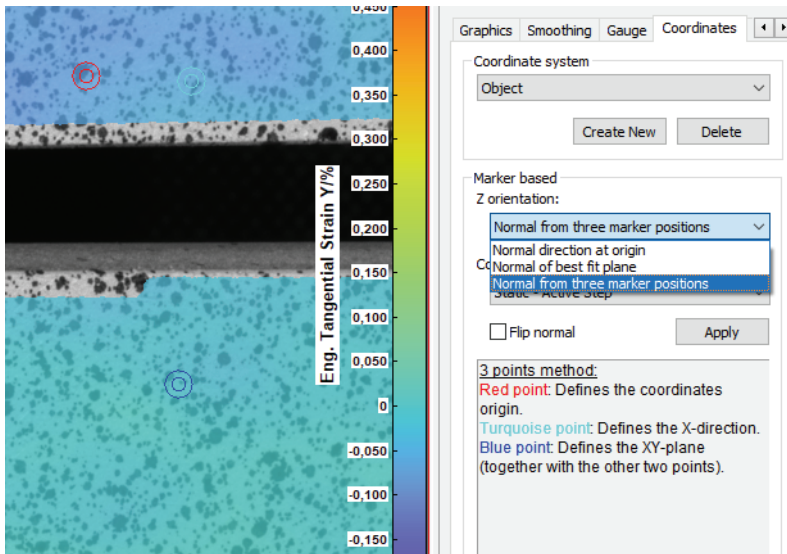 0,450
0,400
0,350
0,300
0,250
0,200
0,150
0,100
0,050
0
-0,050
-0,100
-0,150
Eng. Tangential Strain Y/%
Graphics Smoothing Gauge Coordinates
Coordinate system
Object
Create New Delete
Marker based
Z orientation:
Normal from three marker positions
Normal direction at origin
Normal of best fit plane
Normal from three marker positions
Static - Active Step
Flip normal Apply
3 points method:
Red point: Defines the coordinates
origin.
Turquoise point: Defines the X-direction.
Blue point: Defines the XY-plane
(together with the other two points).